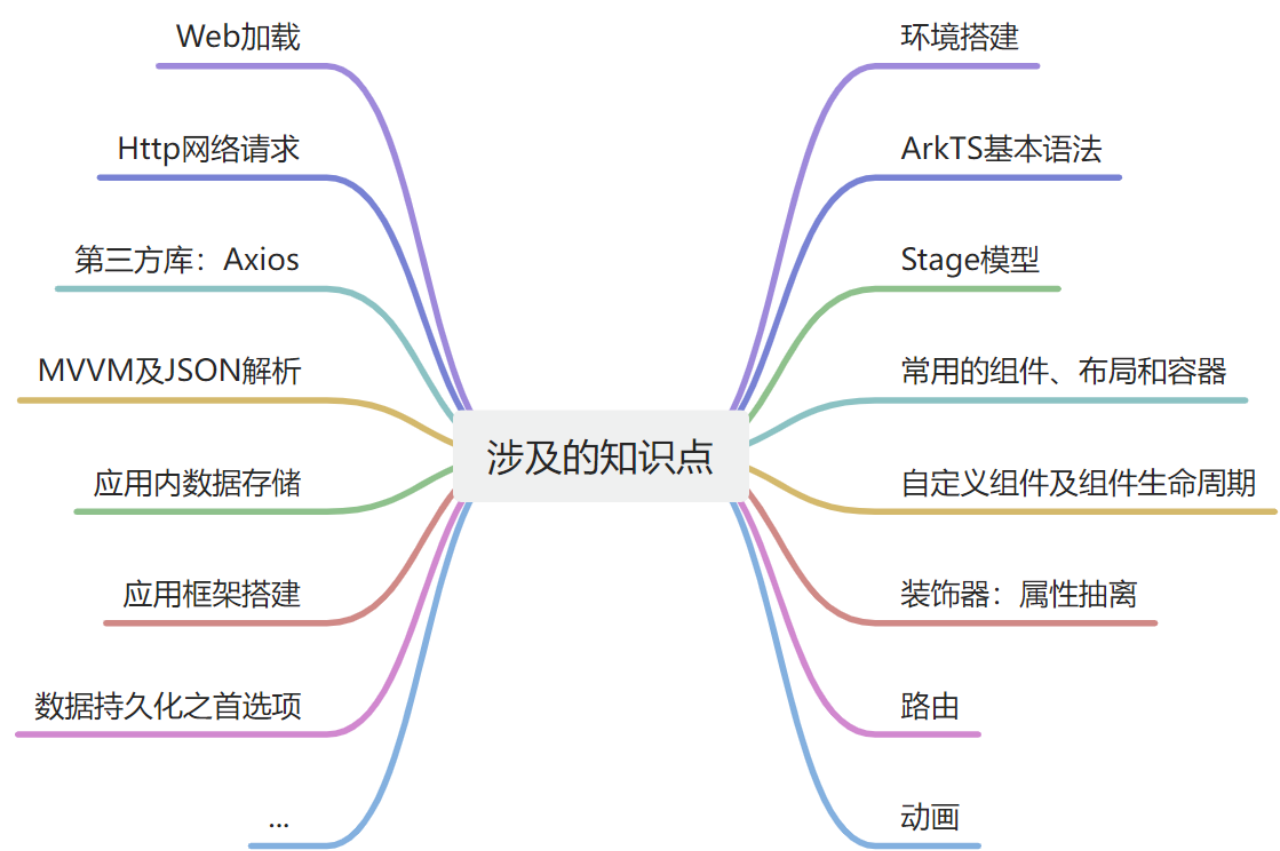 涉及的知识点
环境搭建
ArkTS基本语法
Stage模型
常用的组件、布局和容器
自定义组件及组件生命周期
装饰器：属性抽离
路由
动画
Web加载
Http网络请求
第三方库：Axios
MVVM及JSON解析
应用内数据存储
应用框架搭建
数据持久化之首选项
...